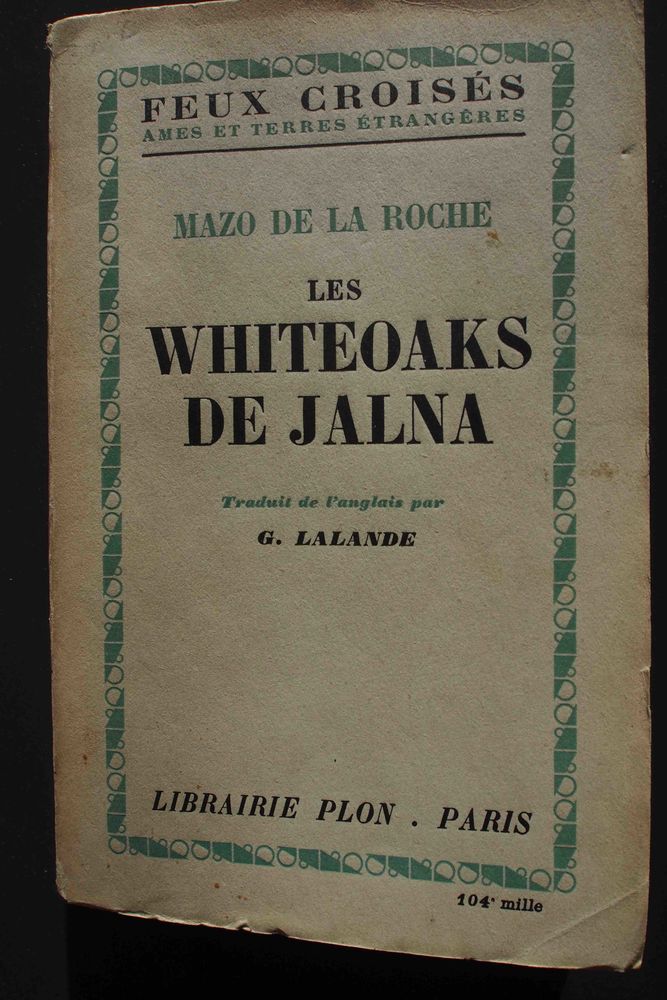 FEUX CROISÉS
AMES ET TERRES ÉTRANGÈRES
MAZO DE LA ROCHE
LES
WHITEOAKS
DE JALNA
Traduit de l'anglais par
G. LALANDE
LIBRAIRIE PLON . PARIS
104e mille